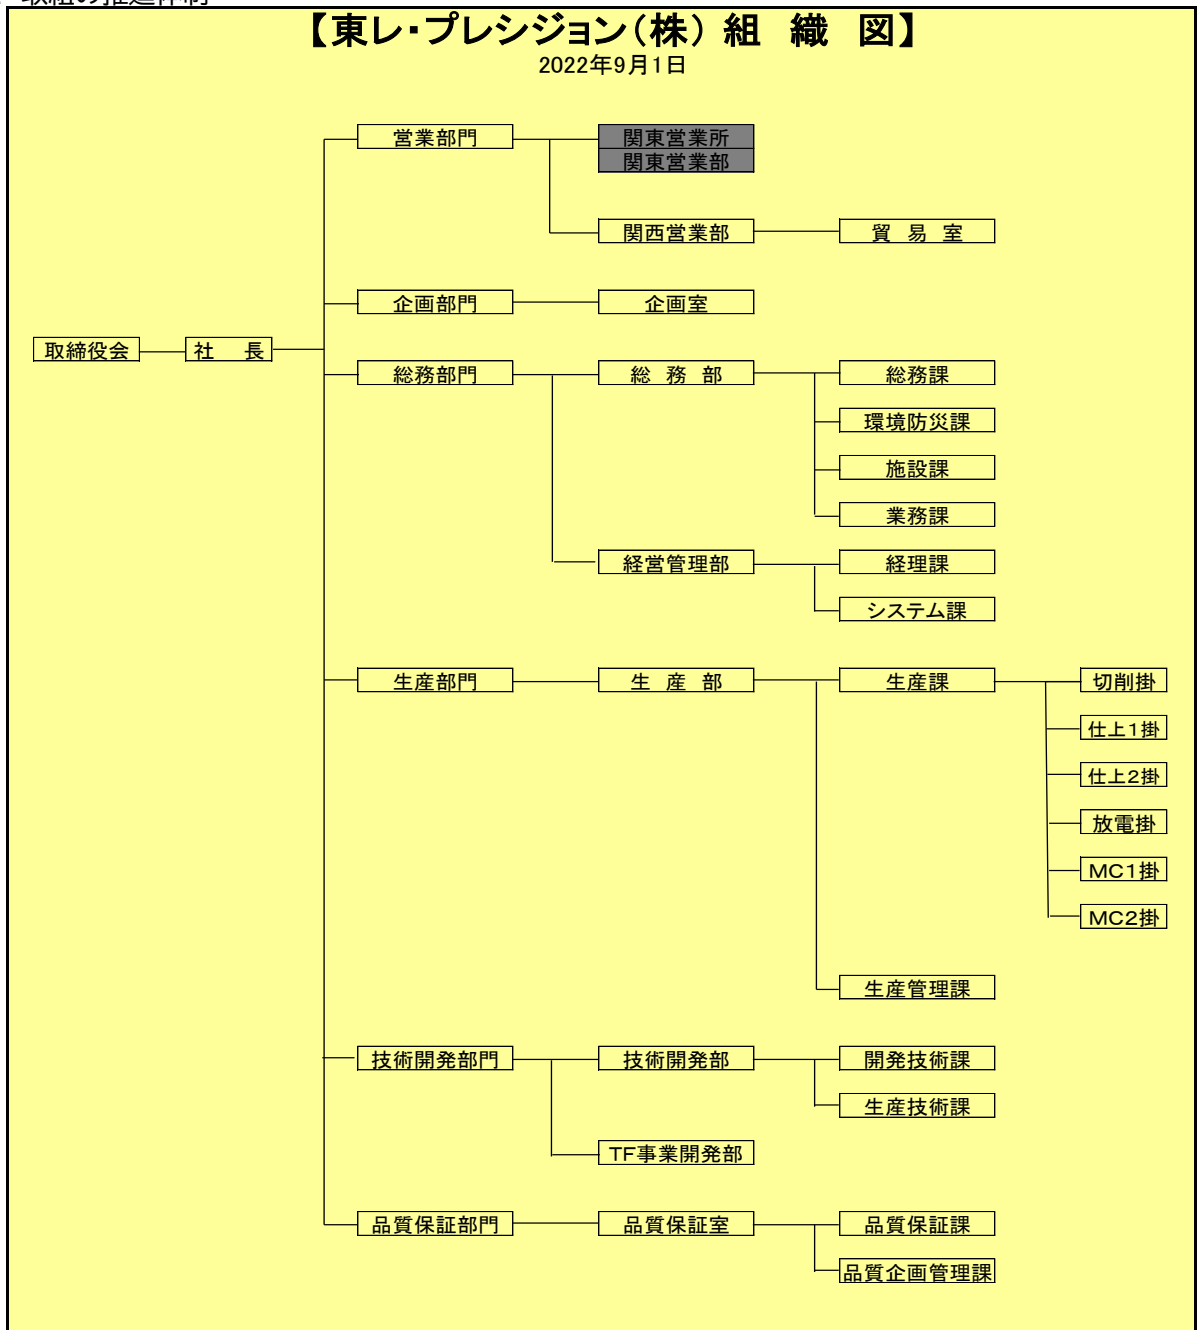 取組の推進体制
【東レ・プレシジョン（株） 組　織　図】
2022年9月1日
営業部門
関東営業所
関東営業部
関西営業部
貿　易　室
企画部門
企画室
取締役会
社　長
総務部門
総　務　部
総務課
環境防災課
施設課
業務課
経営管理部
経理課
システム課
生産部門
生　産　部
生産課
切削掛
仕上1掛
仕上2掛
放電掛
MC1掛
MC2掛
生産管理課
技術開発部門
技術開発部
開発技術課
生産技術課
TF事業開発部
品質保証部門
品質保証室
品質保証課
品質企画管理課